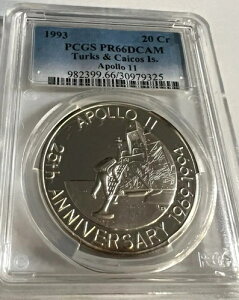 1993 20 Cr
PCGS PR66DCAM
Turks & Caicos Is.
Apollo 11
982399.66/30979325
APOLLO 11
25th ANNIVERSARY 1969-1994